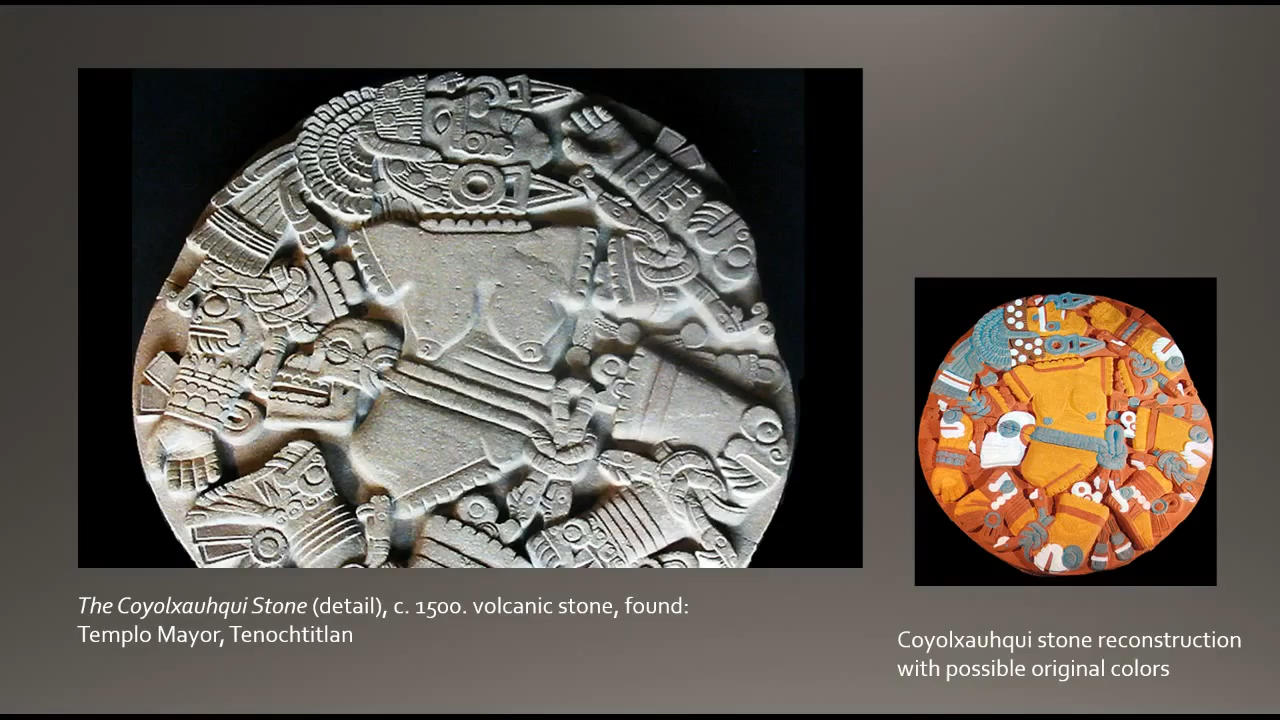 The Coyolxauhqui Stone (detail), c. 1500. volcanic stone, found:
Templo Mayor, Tenochtitlan
Coyolxauhqui stone reconstruction
with possible original colors